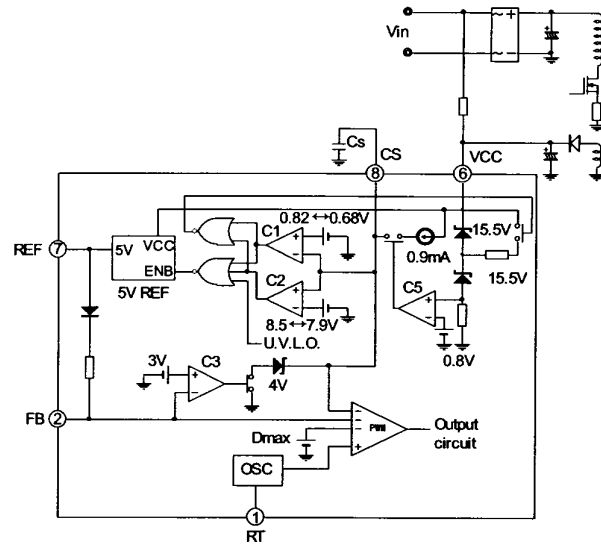 Vin
+
−
Cs
CS
VCC
8
6
REF
7
5V
VCC
ENB
5V REF
C1
0.82↔0.68V
C2
8.5↔7.9V
U.V.L.O.
0.9mA
15.5V
15.5V
C5
0.8V
3V
C3
4V
FB
2
Dmax
PWM
Output
circuit
OSC
1
RT